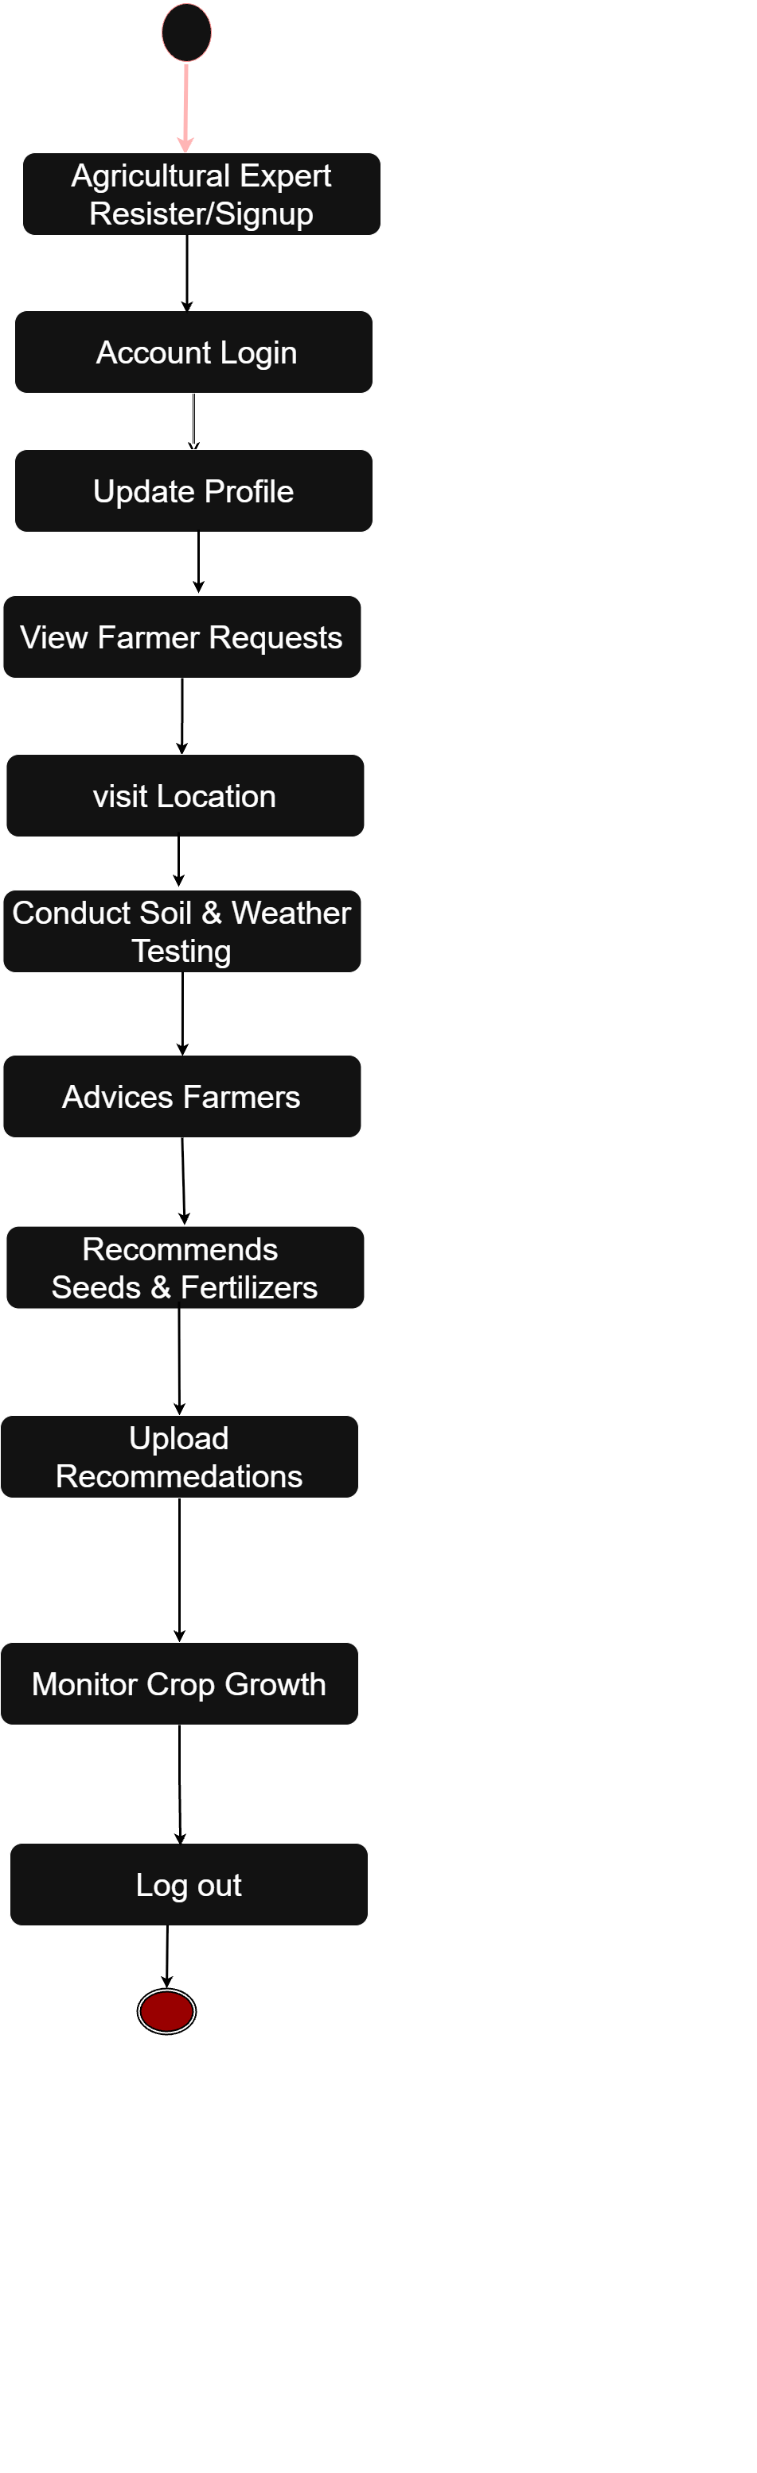 Agricultural Expert
Resister/Signup
Account Login
Update Profile
View Farmer Requests
visit Location
Conduct Soil & Weather
Testing
Advices Farmers
Recommends
Seeds & Fertilizers
Upload
Recommedations
Monitor Crop Growth
Log out